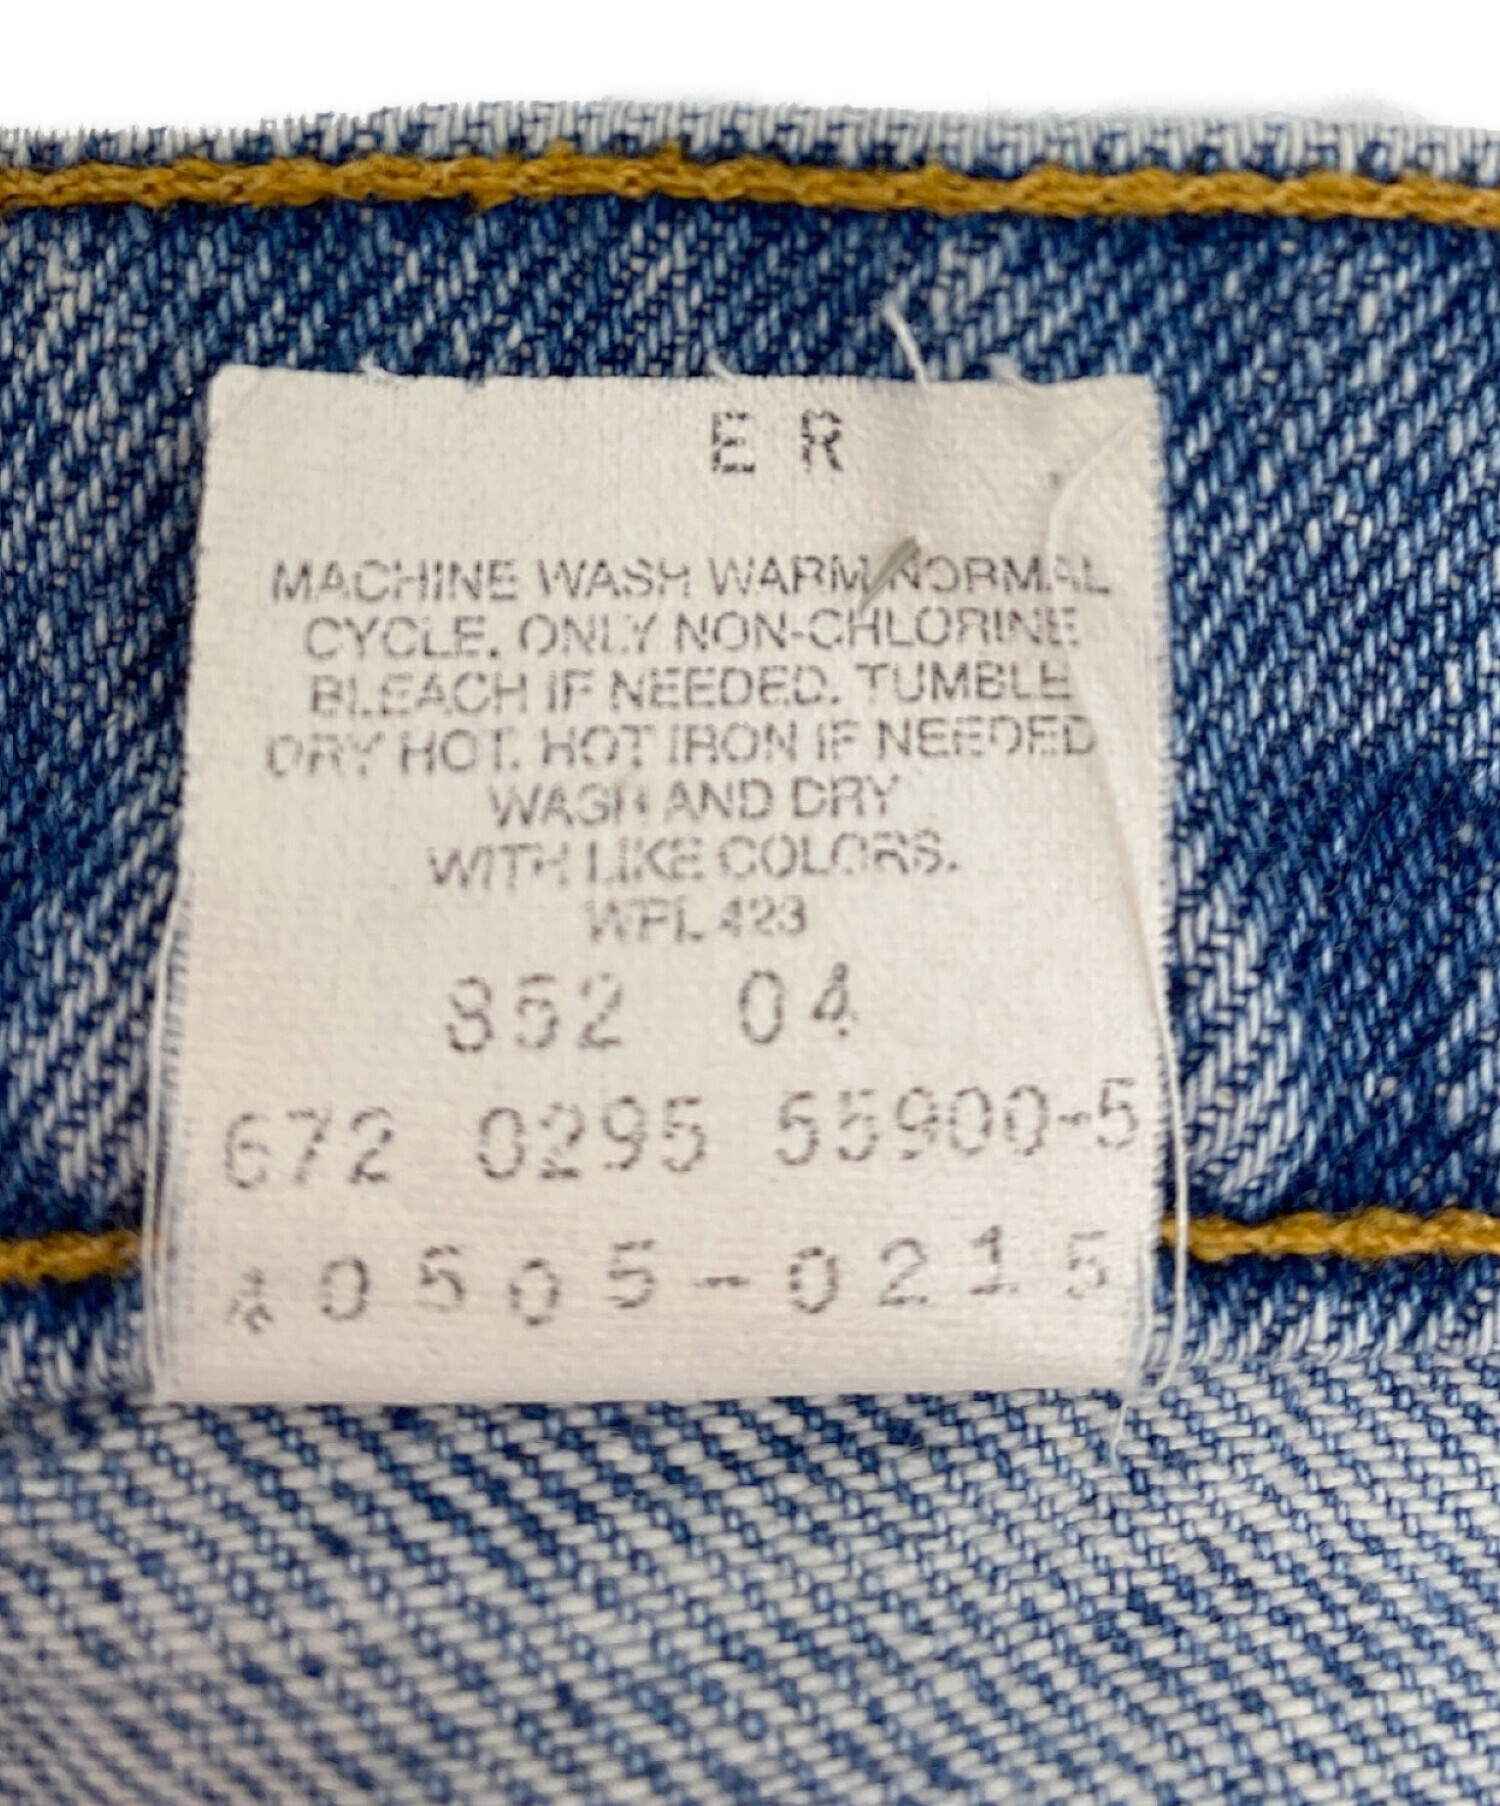 E R
MACHINE WASH WARM NORMAL
CYCLE. ONLY NON-CHLORINE
BLEACH IF NEEDED. TUMBLE
DRY HOT. HOT IRON IF NEEDED
WASH AND DRY
WITH LIKE COLORS.
WPL 423
852 04
672 0295 55900-5
*0505-0215